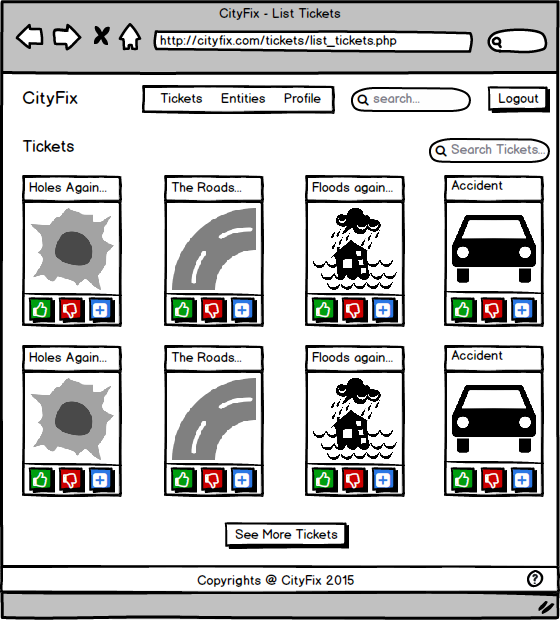 CityFix - List Tickets
http://cityfix.com/tickets/list_tickets.php
CityFix
Tickets Entities Profile
search...
Logout
Tickets
Search Tickets...
Holes Again...
The Roads...
Floods again...
Accident
Holes Again...
The Roads...
Floods again...
Accident
See More Tickets
Copyrights @ CityFix 2015
?